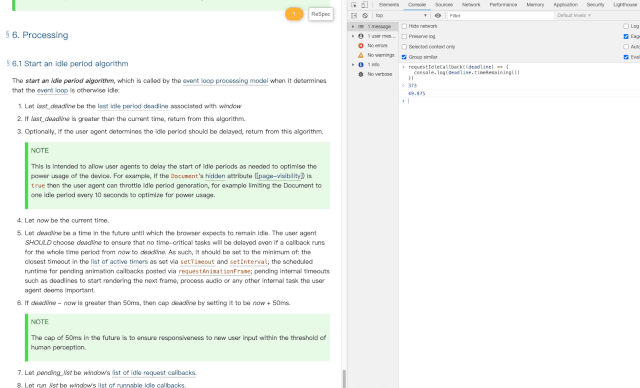 ! ReSpec
§ 6. Processing
§ 6.1 Start an idle period algorithm
The start an idle period algorithm, which is called by the event loop processing model when it determines
that the event loop is otherwise idle:
1. Let last_deadline be the last idle period deadline associated with window
2. If last_deadline is greater than the current time, return from this algorithm.
3. Optionally, if the user agent determines the idle period should be delayed, return from this algorithm.
NOTE
This is intended to allow user agents to delay the start of idle periods as needed to optimise the
power usage of the device. For example, if the Document's hidden attribute ([page-visibility]) is
true then the user agent can throttle idle period generation, for example limiting the Document to
one idle period every 10 seconds to optimize for power usage.
4. Let now be the current time.
5. Let deadline be a time in the future until which the browser expects to remain idle. The user agent
SHOULD choose deadline to ensure that no time-critical tasks will be delayed even if a callback runs
for the whole time period from now to deadline. As such, it should be set to the minimum of: the
closest timeout in the list of active timers as set via setTimeout and setInterval; the scheduled
runtime for pending animation callbacks posted via requestAnimationFrame; pending internal timeouts
such as deadlines to start rendering the next frame, process audio or any other internal task the user
agent deems important.
6. If deadline − now is greater than 50ms, then cap deadline by setting it to be now + 50ms.
NOTE
The cap of 50ms in the future is to ensure responsiveness to new user input within the threshold of
human perception.
7. Let pending_list be window's list of idle request callbacks.
8. Let run_list be window's list of runnable idle callbacks.
Elements Console Sources Network Performance Memory Application Security Lighthouse
top Filter Default levels
1 message
1 user mes...
No errors
No warnings
1 info
No verbose
Hide network
Preserve log
Selected context only
Group similar
Log
Eage
Auto
Eval
requestIdleCallback((deadline) => {
console.log(deadline.timeRemaining())
})
373
49.875